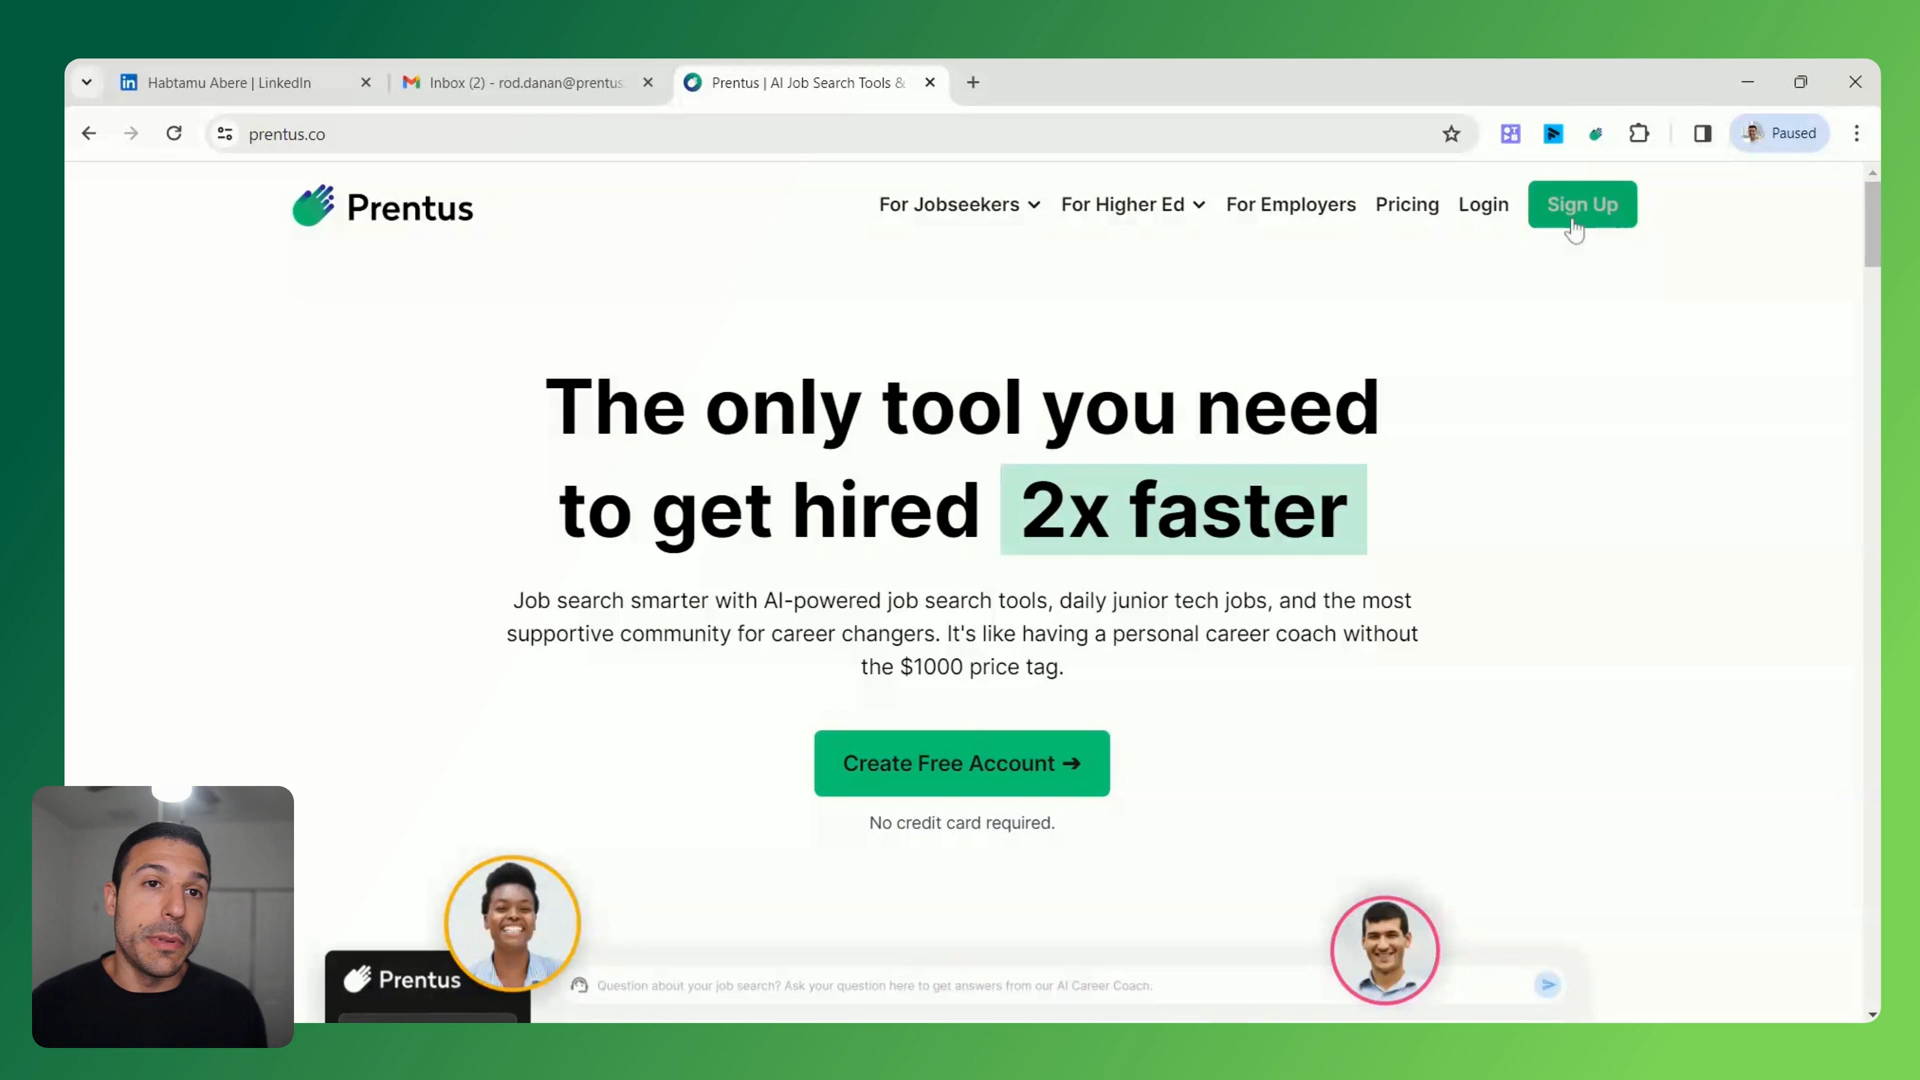 Habtamu Abere | LinkedIn
Inbox (2) - rod.danan@prentus
Prentus | AI Job Search Tools &
prentus.co
Paused
Prentus
For Jobseekers
For Higher Ed
For Employers
Pricing
Login
Sign Up
The only tool you need
to get hired 2x faster
Job search smarter with AI-powered job search tools, daily junior tech jobs, and the most
supportive community for career changers. It's like having a personal career coach without
the $1000 price tag.
Create Free Account ➔
No credit card required.
Prentus
Question about your job search? Ask your question here to get answers from our AI Career Coach.